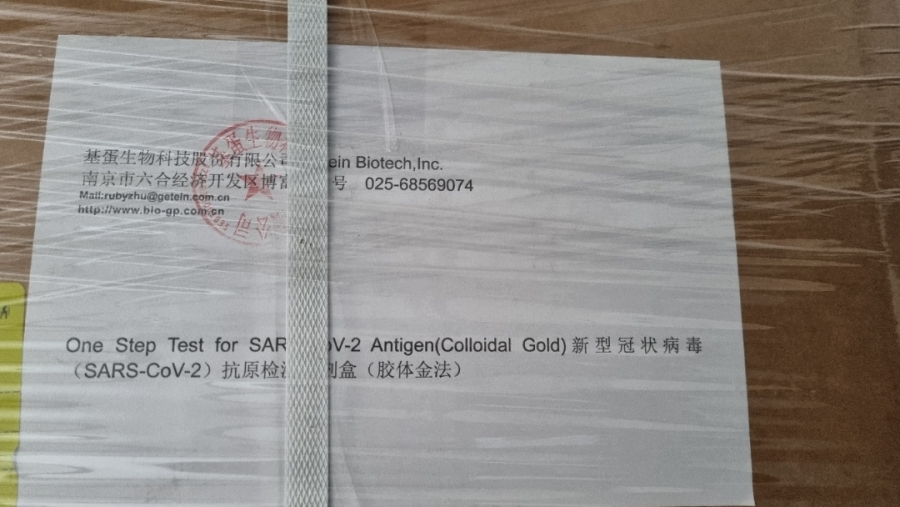 基蛋生物科技股份有限公 ein Biotech,Inc.
南京市六合经济开发区博 号 025-68569074
Mail:rubyzhu@getein.com.cn
http://www.bio-gp.com.cn
One Step Test for SAR V-2 Antigen(Colloidal Gold)新型冠状病毒
（SARS-CoV-2）抗原检 剂盒（胶体金法）